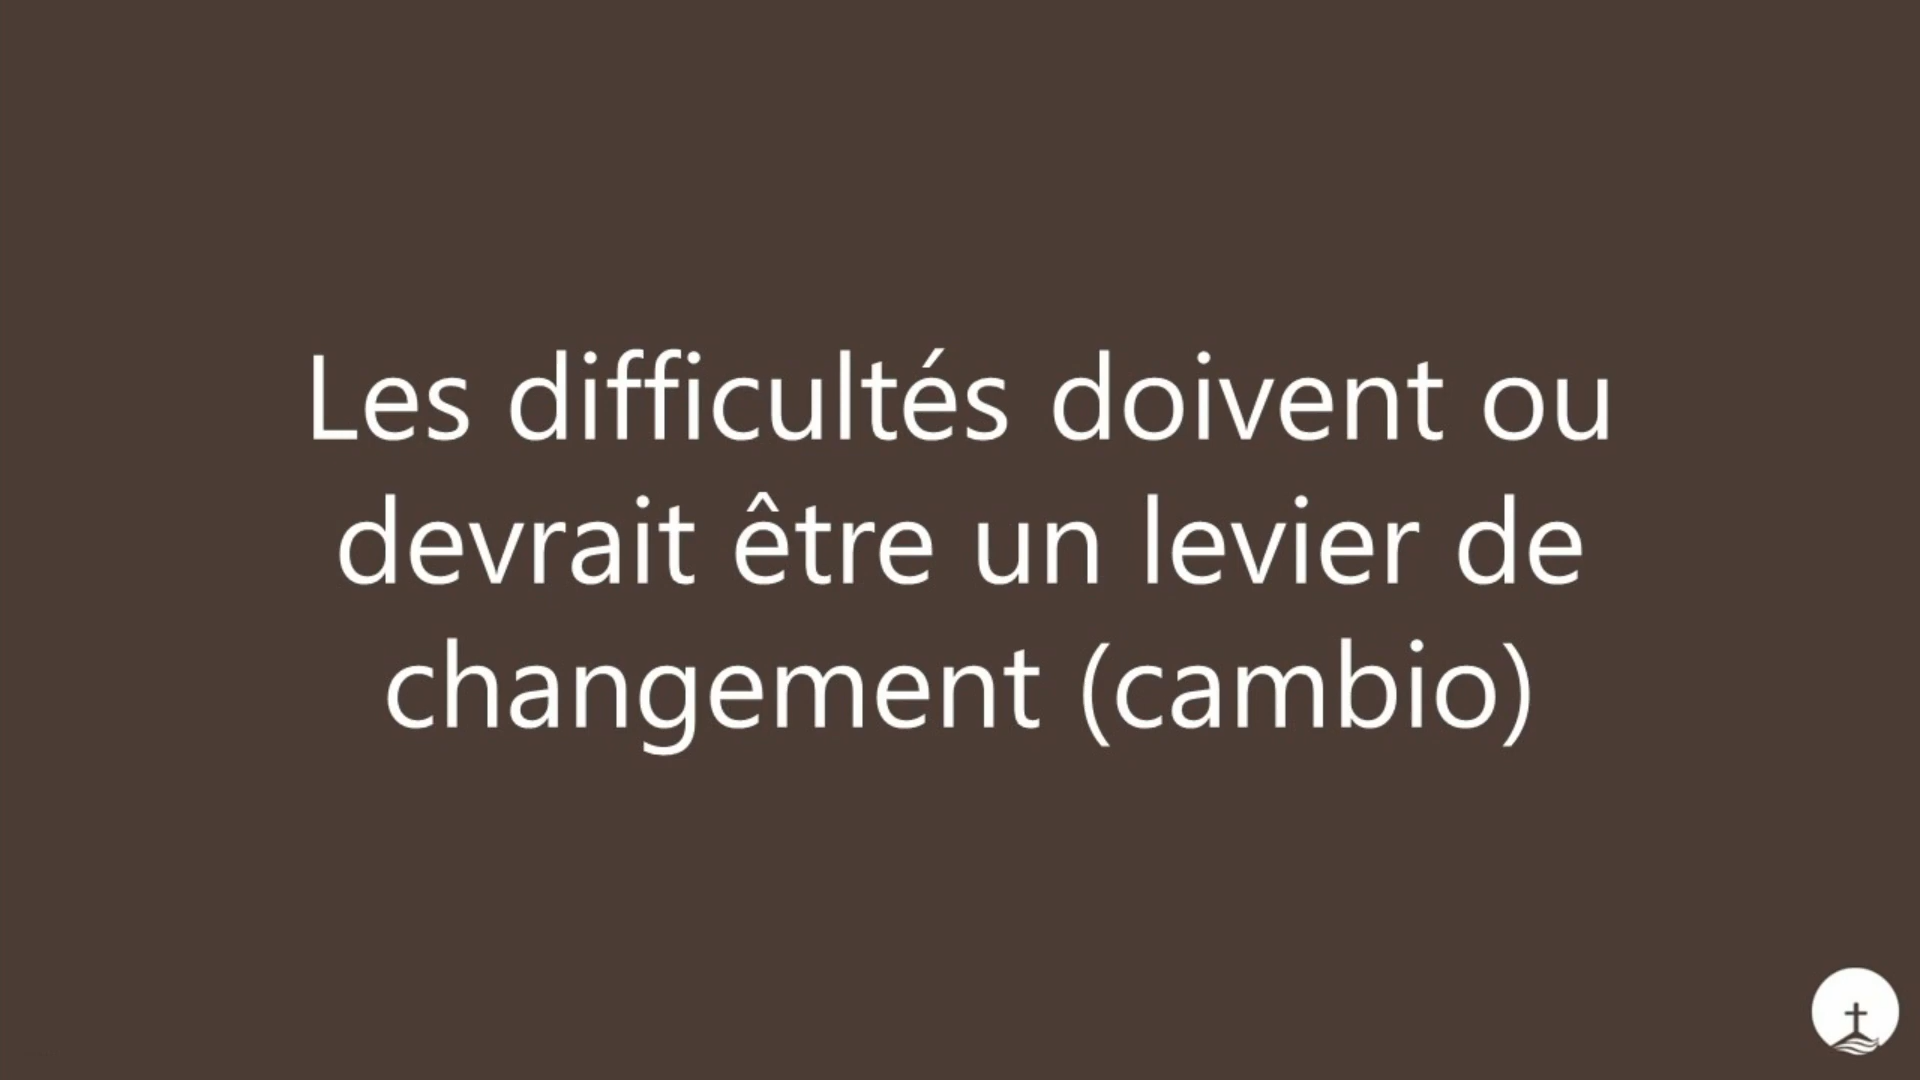 Les difficultés doivent ou
devrait être un levier de
changement (cambio)